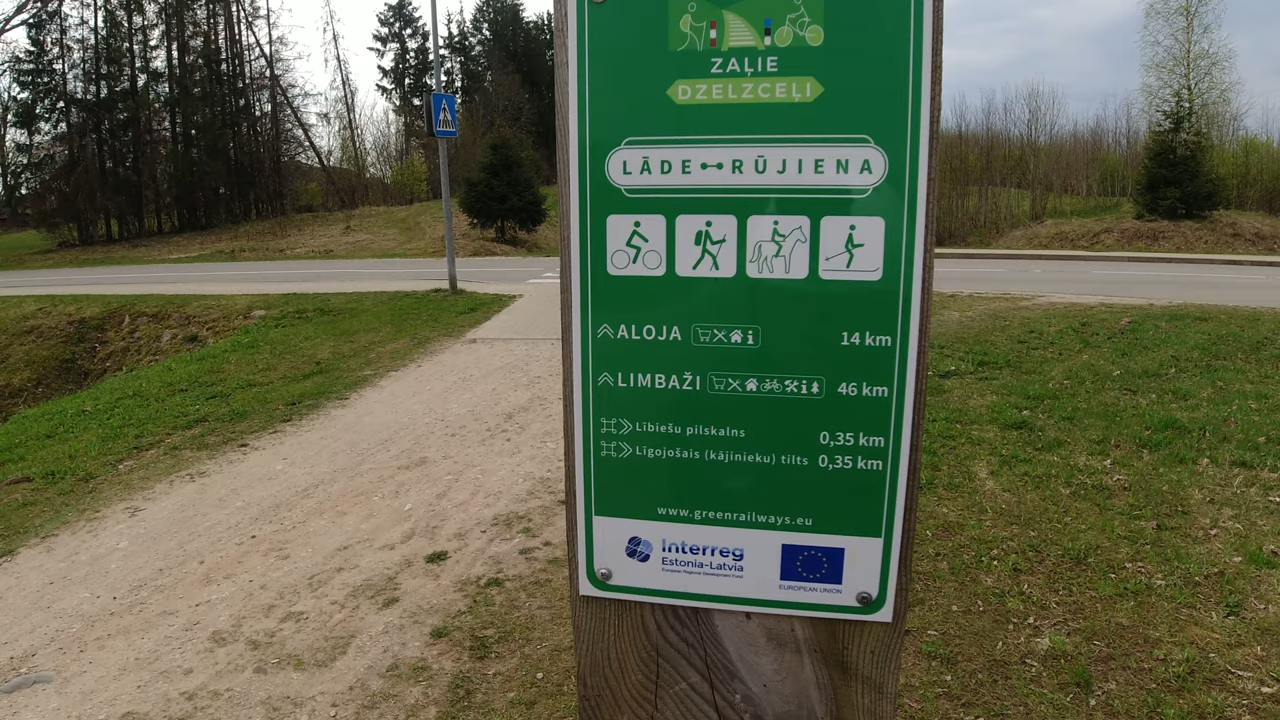 ZAĻIE
DZELZCEĻI
LĀDE RŪJIENA
ALOJA 14 km
LIMBAŽI 46 km
Lībiešu pilskalns 0,35 km
Līgojošais (kājinieku) tilts 0,35 km
www.greenrailways.eu
Interreg
Estonia-Latvia
European Regional Development Fund
EUROPEAN UNION